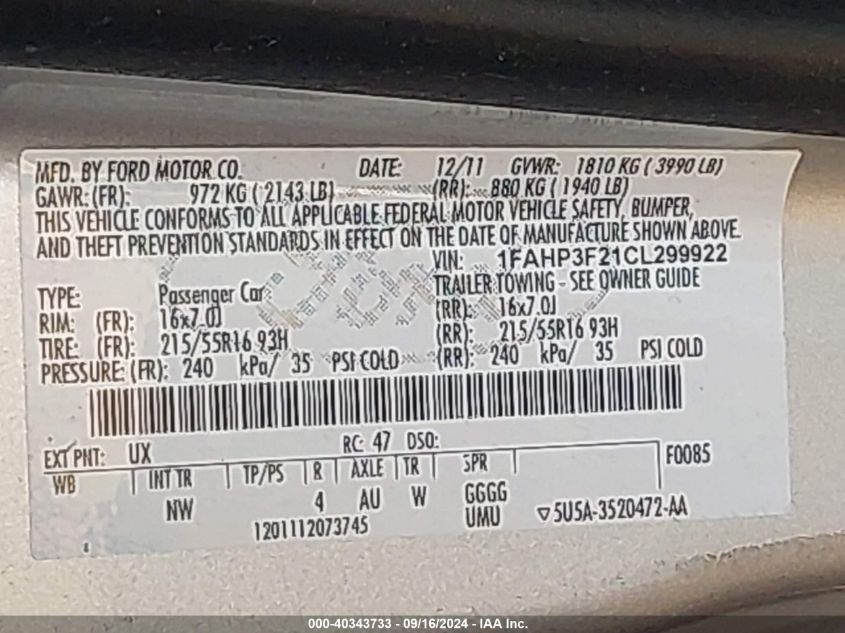 MFD. BY FORD MOTOR CO. DATE: 12/11 GVWR: 1810 KG ( 3990 LB)
GAWR: (FR): 972 KG ( 2143 LB) (RR): 880 KG ( 1940 LB)
THIS VEHICLE CONFORMS TO ALL APPLICABLE FEDERAL MOTOR VEHICLE SAFETY, BUMPER,
AND THEFT PREVENTION STANDARDS IN EFFECT ON THE DATE OF MANUFACTURE SHOWN ABOVE.
VIN: 1FAHP3F21CL299922
TYPE: Passenger Car TRAILER TOWING - SEE OWNER GUIDE
RIM: (FR): 16x7.0J (RR): 16x7.0J
TIRE: (FR): 215/55R16 93H (RR): 215/55R16 93H
PRESSURE: (FR): 240 kPa/ 35 PSI COLD (RR): 240 kPa/ 35 PSI COLD
EXT PNT: UX RC: 47 DSO: F0085
WB INT TR TP/PS R AXLE TR SPR
NW 4 AU W GGGG
UMU ▽5U5A-3520472-AA
1201112073745
000-40343733 - 09/16/2024 - IAA Inc.